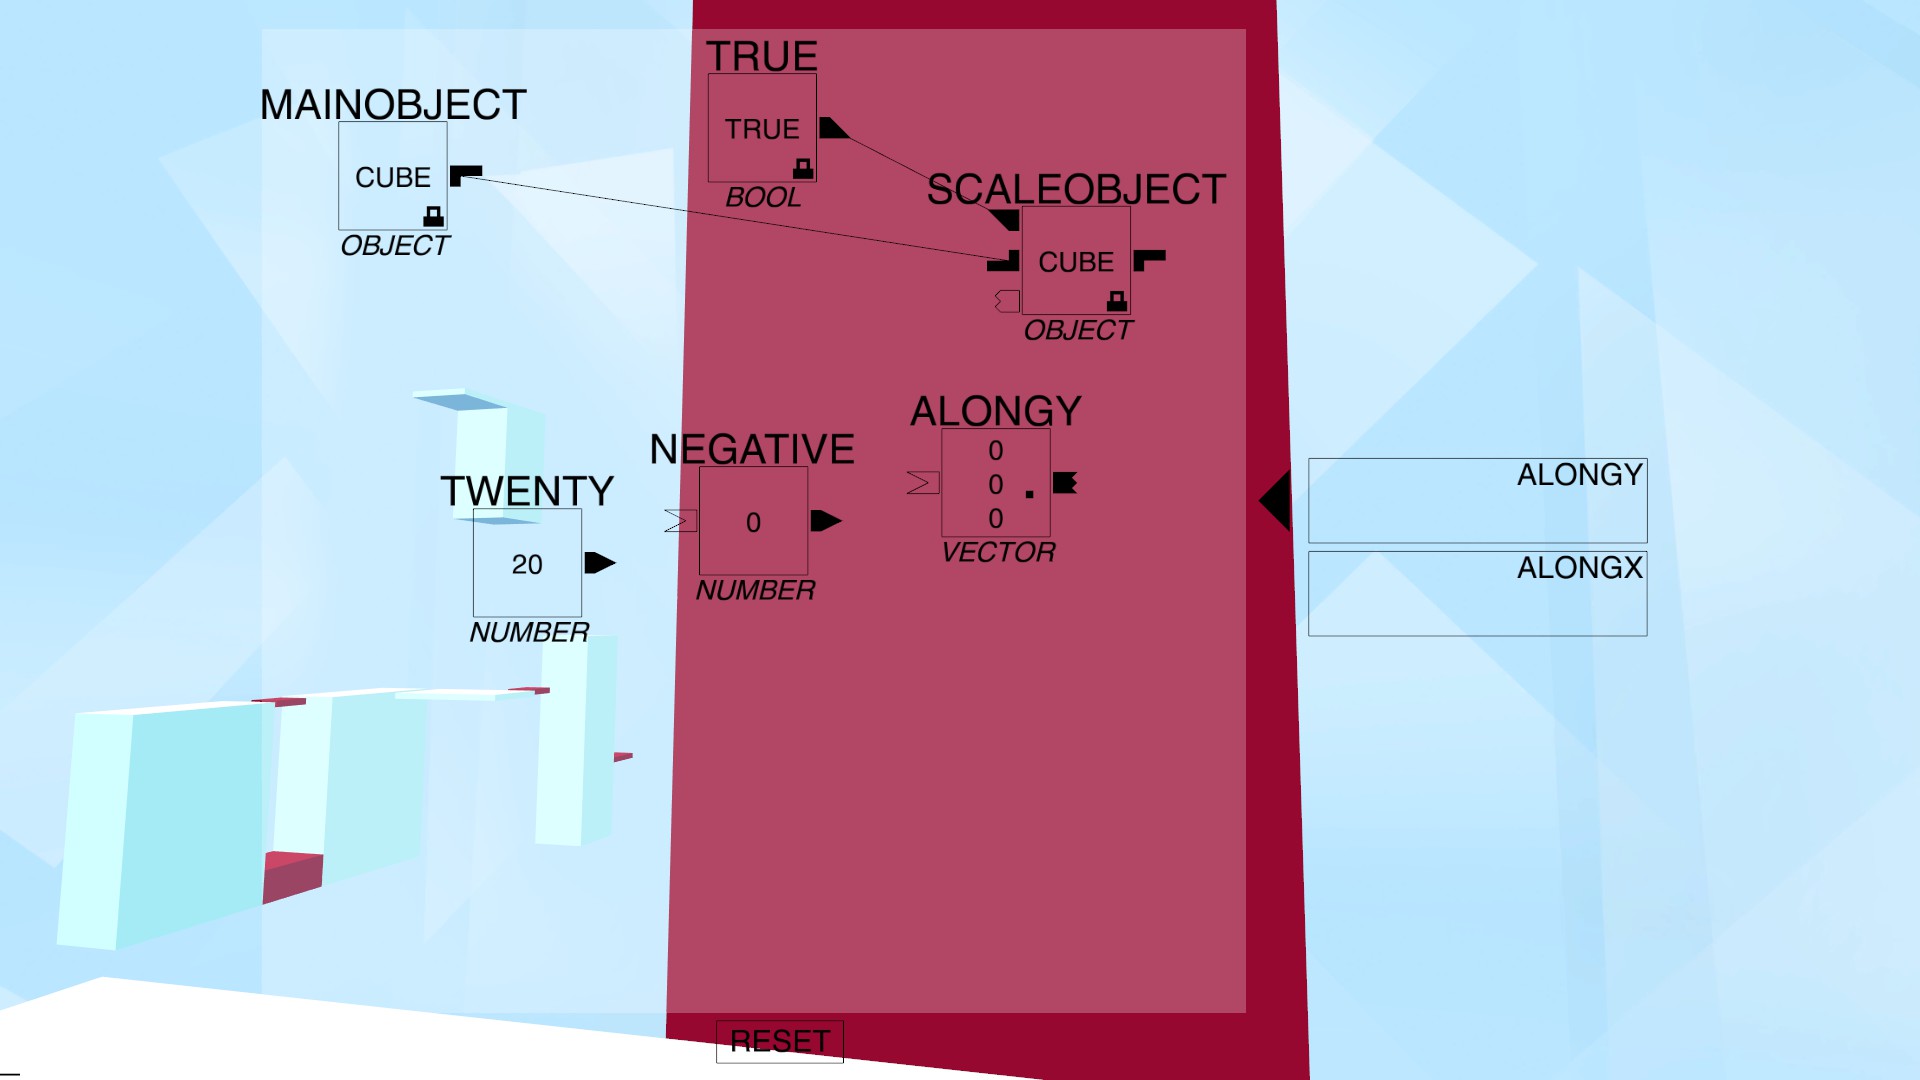 TRUE
MAINOBJECT
TRUE
BOOL
CUBE
OBJECT
SCALEOBJECT
CUBE
OBJECT
ALONGY
0
0
0
VECTOR
NEGATIVE
0
NUMBER
TWENTY
20
NUMBER
ALONGY
ALONGX
RESET